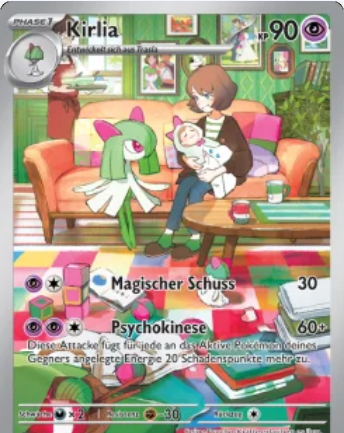 PHASE 1
Kirlia
KP 90
Entwickelt sich aus Trasla
Magischer Schuss 30
Psychokinese 60+
Diese Attacke fügt für jede an das Aktive Pokémon deines
Gegners angelegte Energie 20 Schadenspunkte mehr zu.
Schwäche ×2 Resistenz -30 Rückzug